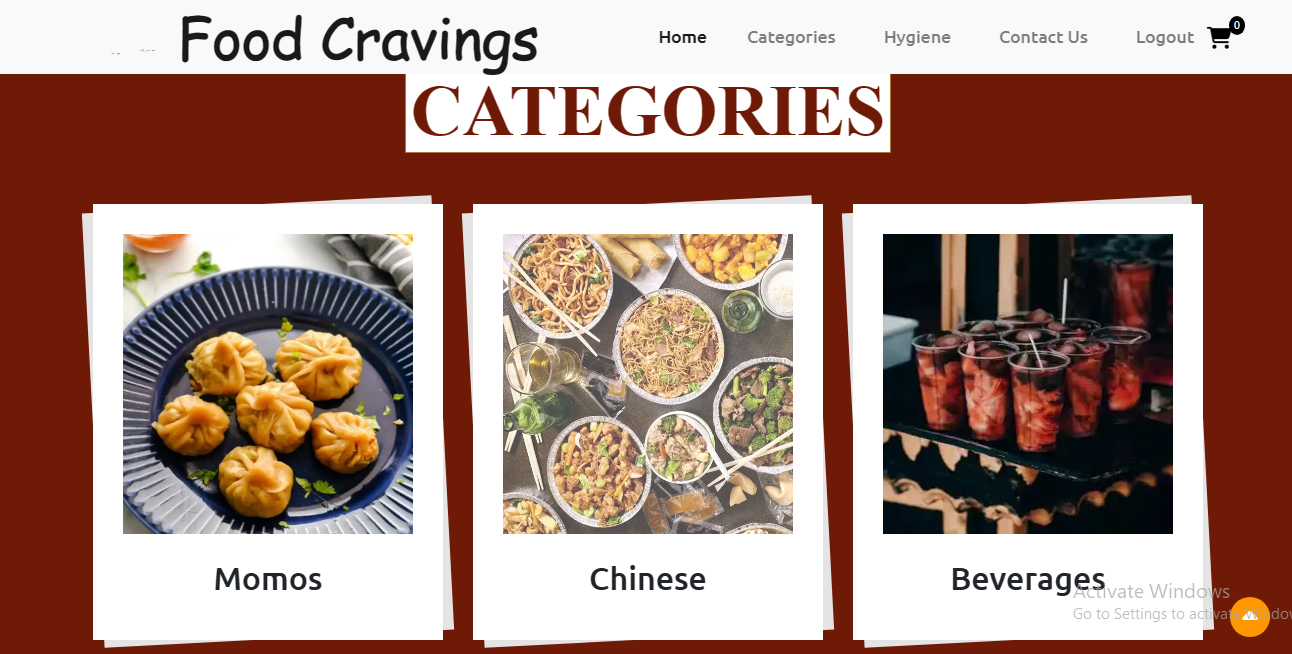 Food Cravings
Home Categories Hygiene Contact Us Logout 0
CATEGORIES
Momos Chinese Beverages
Activate Windows
Go to Settings to activate Windows